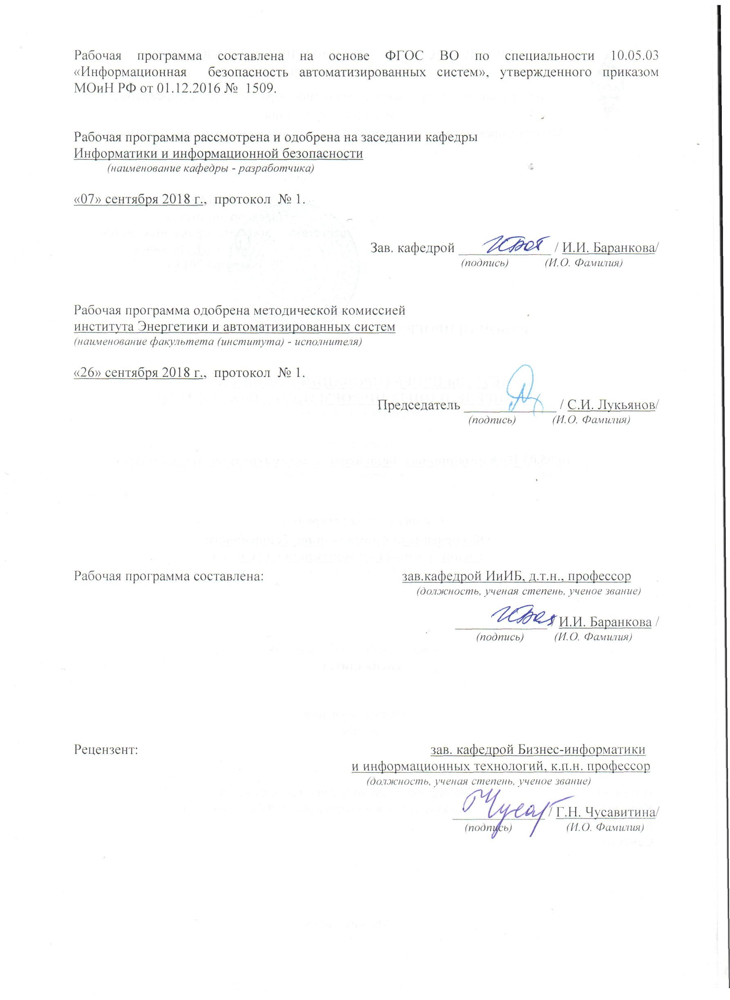 Рабочая программа составлена на основе ФГОС ВО по специальности 10.05.03
«Информационная безопасность автоматизированных систем», утвержденного приказом
МОиН РФ от 01.12.2016 № 1509.
Рабочая программа рассмотрена и одобрена на заседании кафедры
Информатики и информационной безопасности
(наименование кафедры - разработчика)
«07» сентября 2018 г., протокол № 1.
Зав. кафедрой / И.И. Баранкова/
(подпись) (И.О. Фамилия)
Рабочая программа одобрена методической комиссией
института Энергетики и автоматизированных систем
(наименование факультета (института) - исполнителя)
«26» сентября 2018 г., протокол № 1.
Председатель / С.И. Лукьянов/
(подпись) (И.О. Фамилия)
Рабочая программа составлена: зав.кафедрой ИиИБ, д.т.н., профессор
(должность, ученая степень, ученое звание)
И.И. Баранкова /
(подпись) (И.О. Фамилия)
Рецензент: зав. кафедрой Бизнес-информатики
и информационных технологий, к.п.н. профессор
(должность, ученая степень, ученое звание)
/ Г.Н. Чусавитина/
(подпись) (И.О. Фамилия)